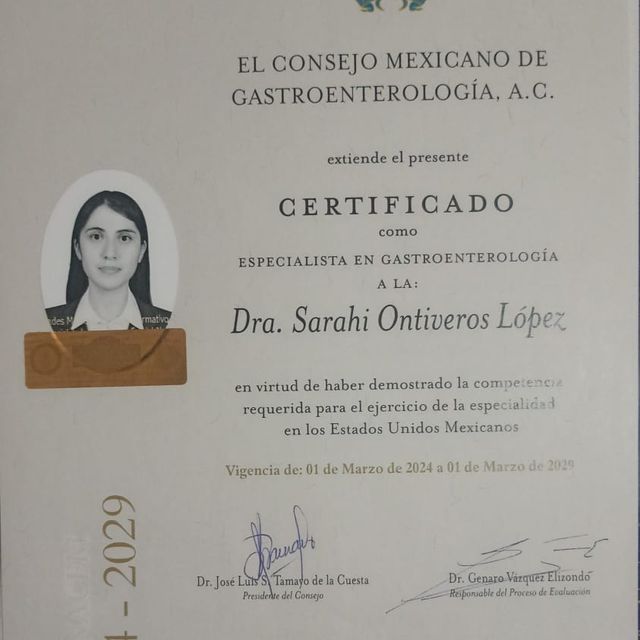 EL CONSEJO MEXICANO DE
GASTROENTEROLOGÍA, A.C.
extiende el presente
CERTIFICADO
como
ESPECIALISTA EN GASTROENTEROLOGÍA
A LA:
Dra. Sarahi Ontiveros López
en virtud de haber demostrado la competencia
requerida para el ejercicio de la especialidad
en los Estados Unidos Mexicanos
Vigencia de: 01 de Marzo de 2024 a 01 de Marzo de 2029
Dr. José Luis S. Tamayo de la Cuesta
Presidente del Consejo
Dr. Genaro Vázquez Elizondo
Responsable del Proceso de Evaluación
4 - 2029